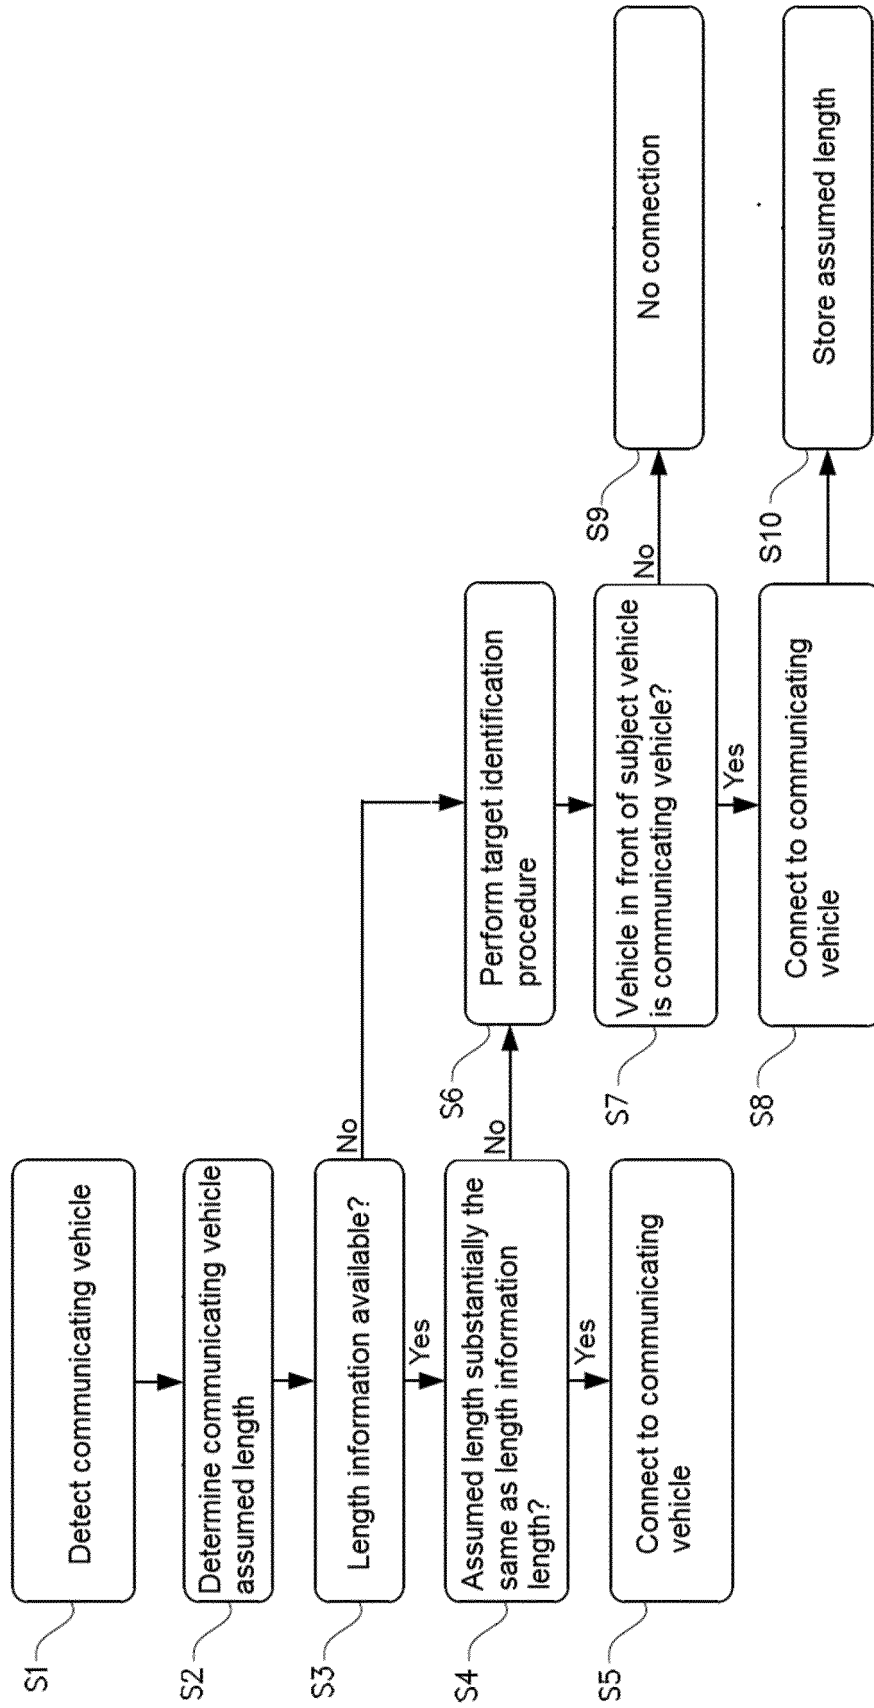 S1
Detect communicating vehicle
S2
Determine communicating vehicle
assumed length
S3
Length information available?
No
Yes
S4
Assumed length substantially the
same as length information
length?
No
Yes
S5
Connect to communicating
vehicle
S6
Perform target identification
procedure
S7
Vehicle in front of subject vehicle
is communicating vehicle?
No
Yes
S8
Connect to communicating
vehicle
S9
No connection
S10
Store assumed length